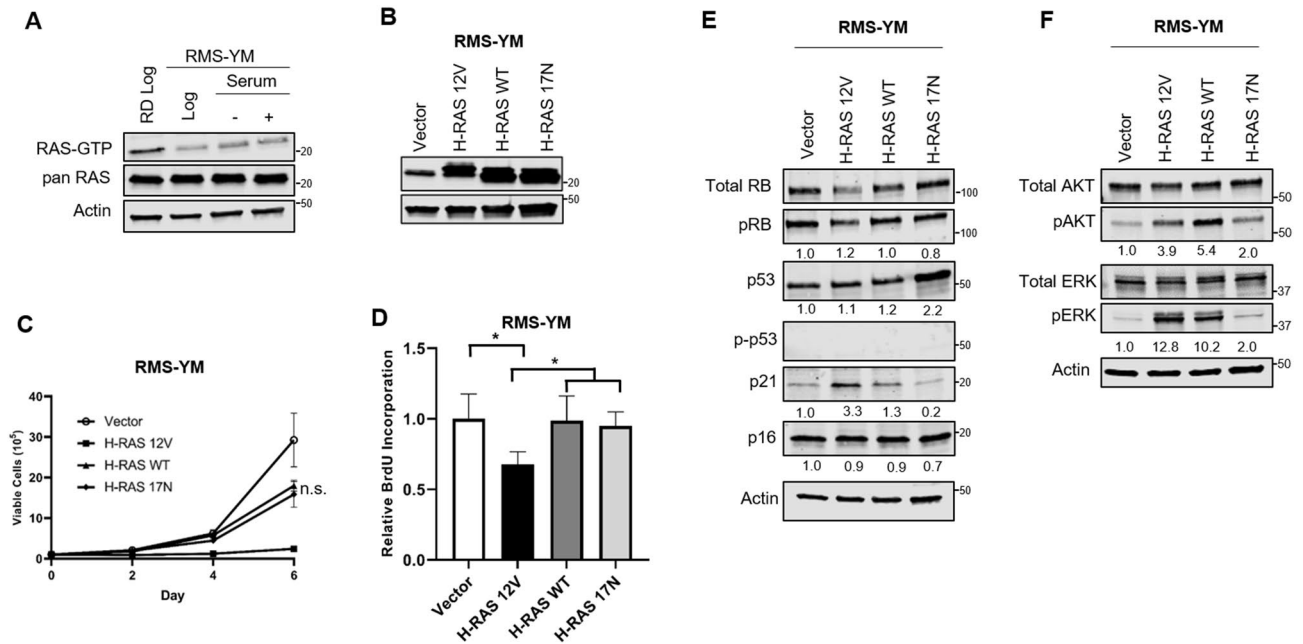 A
RMS-YM
Serum
RD Log
Log
-
+
RAS-GTP
-20
pan RAS
-20
Actin
-50
B
RMS-YM
Vector
H-RAS 12V
H-RAS WT
H-RAS 17N
-20
-50
C
RMS-YM
Viable Cells (10⁵)
40
30
20
10
0
Vector
H-RAS 12V
H-RAS WT
H-RAS 17N
n.s.
0 2 4 6
Day
D
RMS-YM
*
*
Relative BrdU Incorporation
1.5
1.0
0.5
0.0
Vector
H-RAS 12V
H-RAS WT
H-RAS 17N
E
RMS-YM
Vector
H-RAS 12V
H-RAS WT
H-RAS 17N
Total RB
-100
pRB
-100
1.0 1.2 1.0 0.8
p53
-50
1.0 1.1 1.2 2.2
p-p53
-50
p21
-20
1.0 3.3 1.3 0.2
p16
-20
1.0 0.9 0.9 0.7
Actin
-50
F
RMS-YM
Vector
H-RAS 12V
H-RAS WT
H-RAS 17N
Total AKT
-50
pAKT
-50
1.0 3.9 5.4 2.0
Total ERK
-37
pERK
-37
1.0 12.8 10.2 2.0
Actin
-50